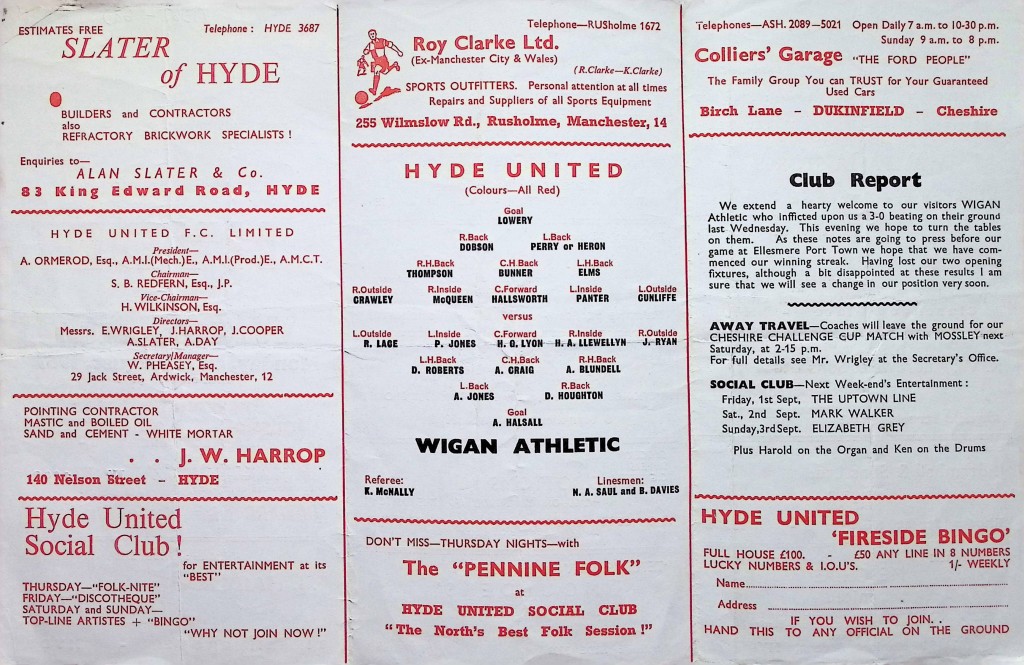 ESTIMATES FREE Telephone : HYDE 3687
SLATER
of HYDE
BUILDERS and CONTRACTORS
also
REFRACTORY BRICKWORK SPECIALISTS !
Enquiries to—
ALAN SLATER & Co.
83 King Edward Road, HYDE
HYDE UNITED F.C. LIMITED
President—
A. ORMEROD, Esq., A.M.I.(Mech.)E., A.M.I.(Prod.)E., A.M.C.T.
Chairman—
S. B. REDFERN, Esq., J.P.
Vice-Chairman—
H. WILKINSON, Esq.
Directors—
Messrs. E.WRIGLEY, J.HARROP, J.COOPER
A.SLATER, A.DAY
Secretary/Manager—
W. PHEASEY, Esq.
29 Jack Street, Ardwick, Manchester, 12
POINTING CONTRACTOR
MASTIC and BOILED OIL
SAND and CEMENT - WHITE MORTAR
. . J. W. HARROP
140 Nelson Street - HYDE
Hyde United
Social Club !
for ENTERTAINMENT at its
"BEST"
THURSDAY—"FOLK-NITE"
FRIDAY—"DISCOTHEQUE"
SATURDAY and SUNDAY—
TOP-LINE ARTISTES + "BINGO"
"WHY NOT JOIN NOW !"
Telephone—RUSholme 1672
Roy Clarke Ltd.
(Ex-Manchester City & Wales)
(R.Clarke—K.Clarke)
SPORTS OUTFITTERS. Personal attention at all times
Repairs and Suppliers of all Sports Equipment
255 Wilmslow Rd., Rusholme, Manchester, 14
HYDE UNITED
(Colours—All Red)
Goal
LOWERY
R.Back L.Back
DOBSON PERRY or HERON
R.H.Back C.H.Back L.H.Back
THOMPSON BUNNER ELMS
R.Outside R.Inside C.Forward L.Inside L.Outside
CRAWLEY McQUEEN HALLSWORTH PANTER CUNLIFFE
versus
L.Outside L.Inside C.Forward R.Inside R.Outside
R. LAGE P. JONES H. O. LYON H. A. LLEWELLYN J. RYAN
L.H.Back C.H.Back R.H.Back
D. ROBERTS A. CRAIG A. BLUNDELL
L.Back R.Back
A. JONES D. HOUGHTON
Goal
A. HALSALL
WIGAN ATHLETIC
Referee: Linesmen:
K. McNALLY N. A. SAUL and B. DAVIES
DON'T MISS—THURSDAY NIGHTS—with
The "PENNINE FOLK"
at
HYDE UNITED SOCIAL CLUB
"The North's Best Folk Session !"
Telephones—ASH. 2089-5021 Open Daily 7 a.m. to 10-30 p.m.
Sunday 9 a.m. to 8 p.m.
Colliers' Garage "THE FORD PEOPLE"
The Family Group You can TRUST for Your Guaranteed
Used Cars
Birch Lane - DUKINFIELD - Cheshire
Club Report
We extend a hearty welcome to our visitors WIGAN
Athletic who inflicted upon us a 3-0 beating on their ground
last Wednesday. This evening we hope to turn the tables
on them. As these notes are going to press before our
game at Ellesmere Port Town we hope that we have com-
menced our winning streak. Having lost our two opening
fixtures, although a bit disappointed at these results I am
sure that we will see a change in our position very soon.
AWAY TRAVEL—Coaches will leave the ground for our
CHESHIRE CHALLENGE CUP MATCH with MOSSLEY next
Saturday, at 2-15 p.m.
For full details see Mr. Wrigley at the Secretary's Office.
SOCIAL CLUB—Next Week-end's Entertainment :
Friday, 1st Sept, THE UPTOWN LINE
Sat., 2nd Sept. MARK WALKER
Sunday,3rd Sept. ELIZABETH GREY
Plus Harold on the Organ and Ken on the Drums
HYDE UNITED
'FIRESIDE BINGO'
FULL HOUSE £100. - £50 ANY LINE IN 8 NUMBERS
LUCKY NUMBERS & I.O.U'S. 1/- WEEKLY
Name
Address
IF YOU WISH TO JOIN. .
HAND THIS TO ANY OFFICIAL ON THE GROUND